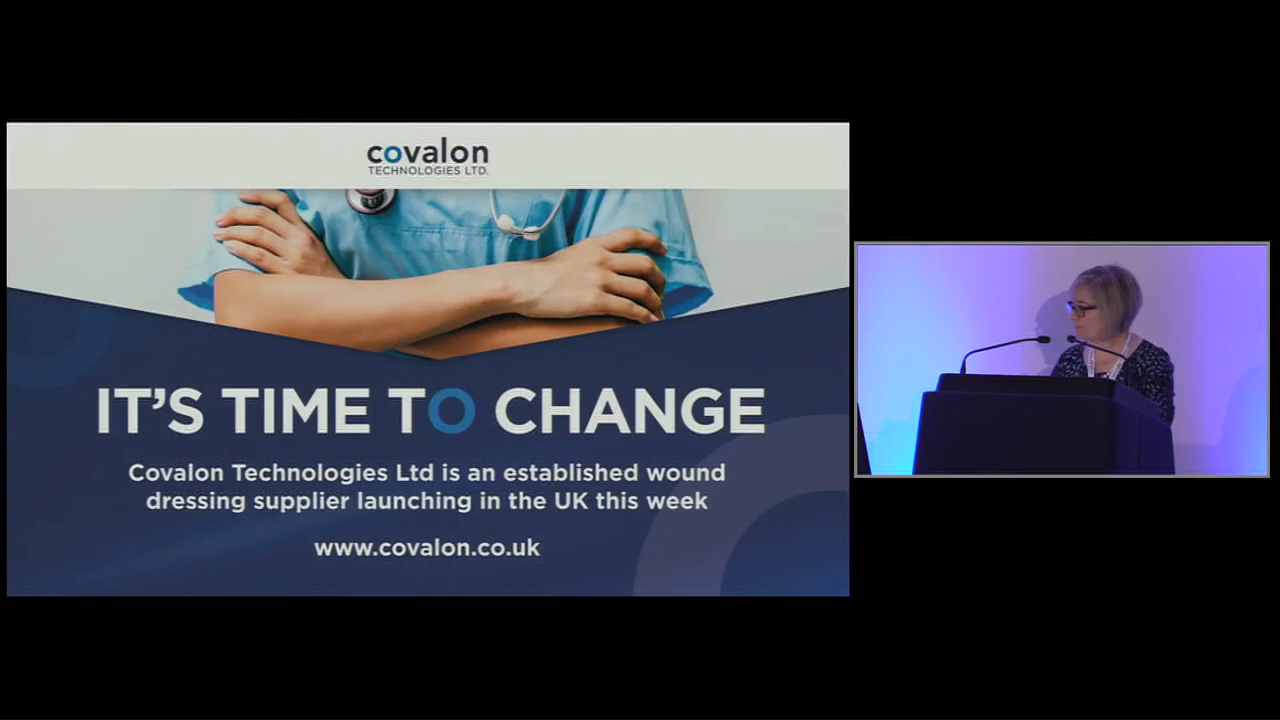 covalon
TECHNOLOGIES LTD.
IT'S TIME TO CHANGE
Covalon Technologies Ltd is an established wound
dressing supplier launching in the UK this week
www.covalon.co.uk